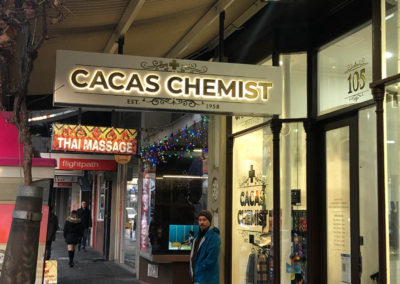 CACAS CHEMIST
EST. 1958
THAI MASSAGE
flightpath
105
CACAS
CHEMIST